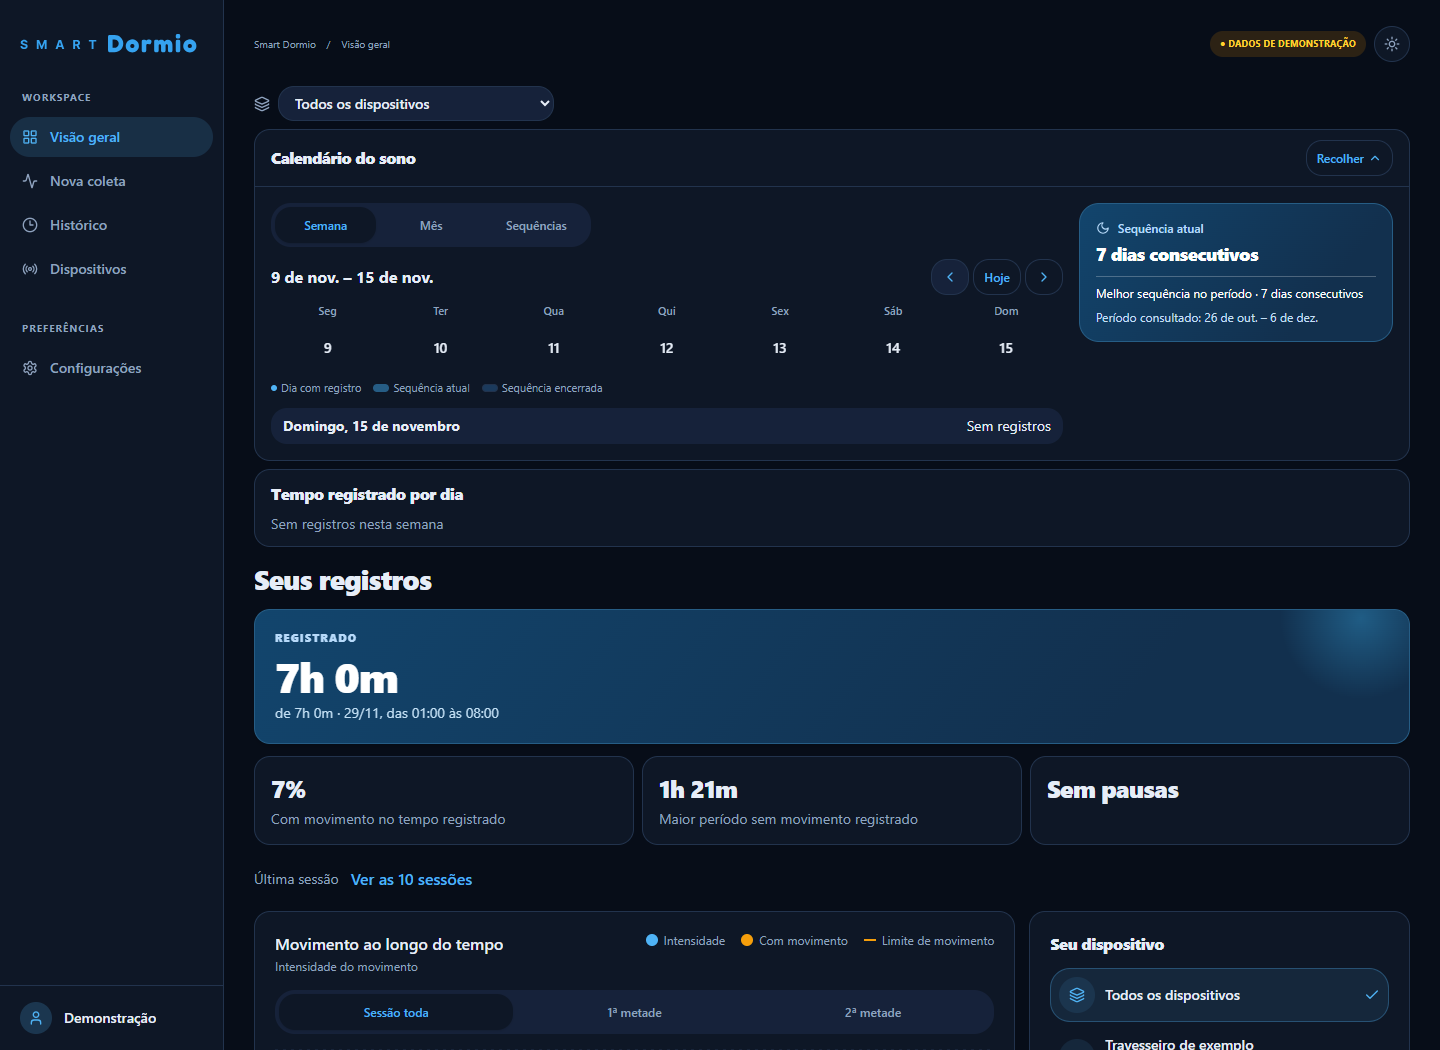 SMART Dormio
WORKSPACE
Visão geral
Nova coleta
Histórico
Dispositivos
PREFERÊNCIAS
Configurações
Demonstração
Smart Dormio / Visão geral
• DADOS DE DEMONSTRAÇÃO
Todos os dispositivos
Calendário do sono
Recolher
Semana Mês Sequências
9 de nov. – 15 de nov.
Hoje
Seg Ter Qua Qui Sex Sáb Dom
9 10 11 12 13 14 15
Dia com registro Sequência atual Sequência encerrada
Domingo, 15 de novembro Sem registros
Sequência atual
7 dias consecutivos
Melhor sequência no período · 7 dias consecutivos
Período consultado: 26 de out. – 6 de dez.
Tempo registrado por dia
Sem registros nesta semana
Seus registros
REGISTRADO
7h 0m
de 7h 0m · 29/11, das 01:00 às 08:00
7%
Com movimento no tempo registrado
1h 21m
Maior período sem movimento registrado
Sem pausas
Última sessão Ver as 10 sessões
Movimento ao longo do tempo
Intensidade do movimento
Intensidade Com movimento Limite de movimento
Sessão toda 1ª metade 2ª metade
Seu dispositivo
Todos os dispositivos
Travesseiro de exemplo